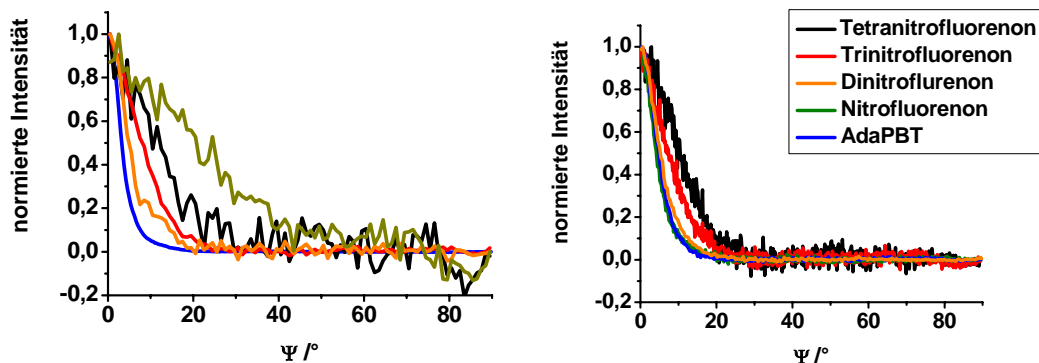 normierte Intensität
1,0
0,8
0,6
0,4
0,2
0,0
-0,2
0 20 40 60 80
Ψ /°
normierte Intensität
1,0
0,8
0,6
0,4
0,2
0,0
-0,2
0 20 40 60 80 100
Ψ /°
Tetranitrofluorenon
Trinitrofluorenon
Dinitroflurenon
Nitrofluorenon
AdaPBT